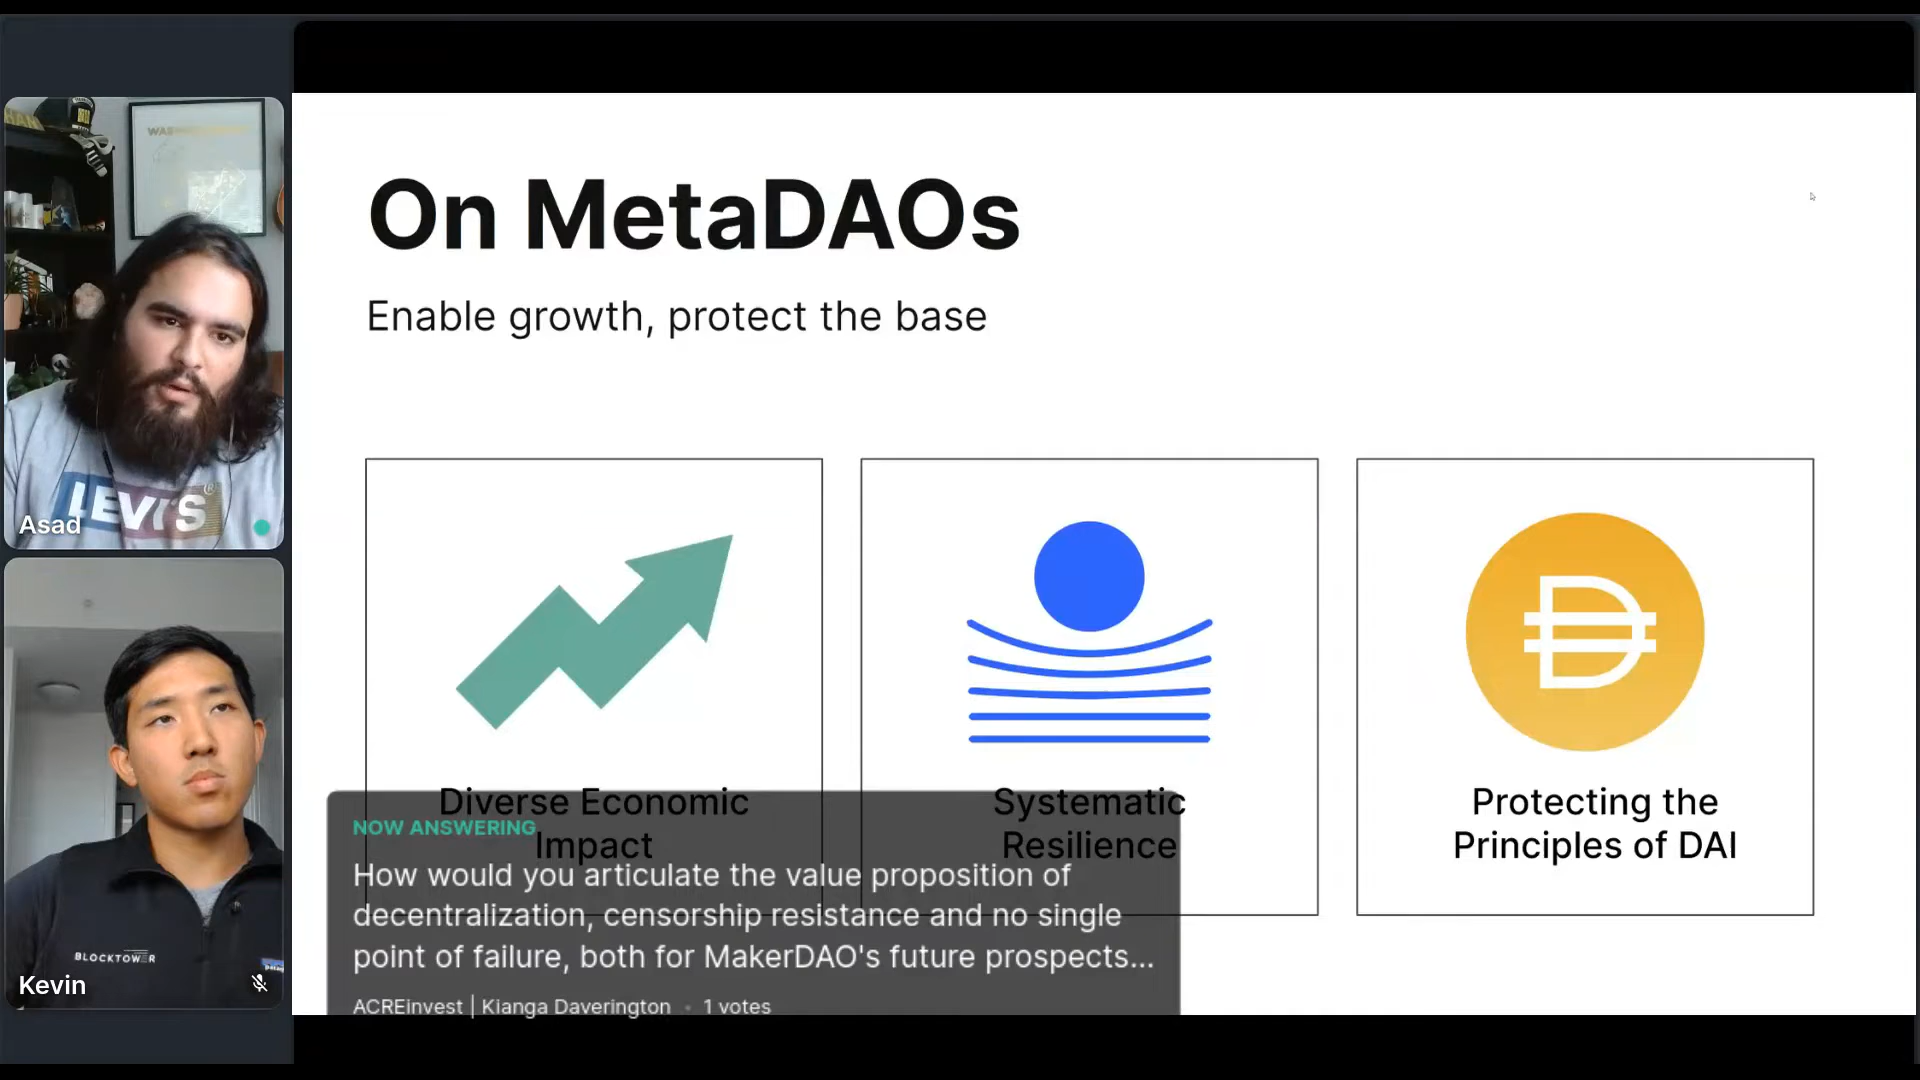 On MetaDAOs
Enable growth, protect the base
Diverse Economic
Impact
Systematic
Resilience
Protecting the
Principles of DAI
NOW ANSWERING
How would you articulate the value proposition of
decentralization, censorship resistance and no single
point of failure, both for MakerDAO's future prospects...
ACREinvest | Kianga Daverington • 1 votes
LEVI'S®
Asad
BLOCKTOWER
Kevin